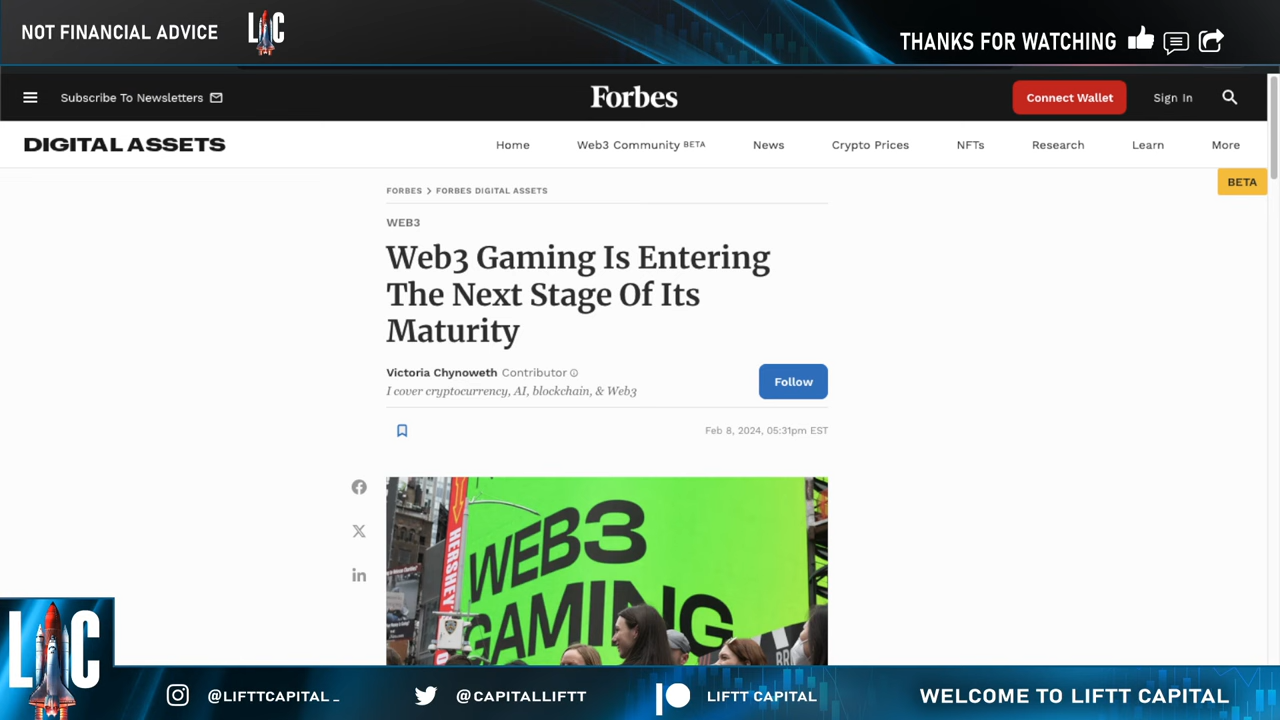 NOT FINANCIAL ADVICE
LC
THANKS FOR WATCHING
Subscribe To Newsletters
Forbes
Connect Wallet
Sign In
DIGITAL ASSETS
Home
Web3 Community BETA
News
Crypto Prices
NFTs
Research
Learn
More
BETA
FORBES > FORBES DIGITAL ASSETS
WEB3
Web3 Gaming Is Entering
The Next Stage Of Its
Maturity
Victoria Chynoweth Contributor
I cover cryptocurrency, AI, blockchain, & Web3
Follow
Feb 8, 2024, 05:31pm EST
HERSHEY
WEB3
GAMING
LC
@LIFTTCAPITAL_
@CAPITALLIFTT
LIFTT CAPITAL
WELCOME TO LIFTT CAPITAL